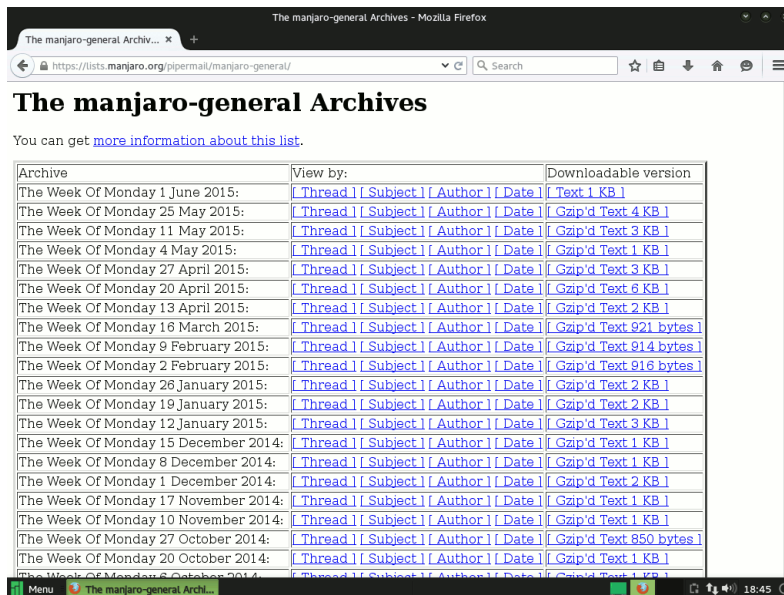 The manjaro-general Archives - Mozilla Firefox
The manjaro-general Archiv... ×
https://lists.manjaro.org/pipermail/manjaro-general/ Search
The manjaro-general Archives
You can get more information about this list.
Archive View by: Downloadable version
The Week Of Monday 1 June 2015: [ Thread ] [ Subject ] [ Author ] [ Date ] [ Text 1 KB ]
The Week Of Monday 25 May 2015: [ Thread ] [ Subject ] [ Author ] [ Date ] [ Gzip'd Text 4 KB ]
The Week Of Monday 11 May 2015: [ Thread ] [ Subject ] [ Author ] [ Date ] [ Gzip'd Text 3 KB ]
The Week Of Monday 4 May 2015: [ Thread ] [ Subject ] [ Author ] [ Date ] [ Gzip'd Text 1 KB ]
The Week Of Monday 27 April 2015: [ Thread ] [ Subject ] [ Author ] [ Date ] [ Gzip'd Text 3 KB ]
The Week Of Monday 20 April 2015: [ Thread ] [ Subject ] [ Author ] [ Date ] [ Gzip'd Text 6 KB ]
The Week Of Monday 13 April 2015: [ Thread ] [ Subject ] [ Author ] [ Date ] [ Gzip'd Text 2 KB ]
The Week Of Monday 16 March 2015: [ Thread ] [ Subject ] [ Author ] [ Date ] [ Gzip'd Text 921 bytes ]
The Week Of Monday 9 February 2015: [ Thread ] [ Subject ] [ Author ] [ Date ] [ Gzip'd Text 914 bytes ]
The Week Of Monday 2 February 2015: [ Thread ] [ Subject ] [ Author ] [ Date ] [ Gzip'd Text 916 bytes ]
The Week Of Monday 26 January 2015: [ Thread ] [ Subject ] [ Author ] [ Date ] [ Gzip'd Text 2 KB ]
The Week Of Monday 19 January 2015: [ Thread ] [ Subject ] [ Author ] [ Date ] [ Gzip'd Text 2 KB ]
The Week Of Monday 12 January 2015: [ Thread ] [ Subject ] [ Author ] [ Date ] [ Gzip'd Text 3 KB ]
The Week Of Monday 15 December 2014: [ Thread ] [ Subject ] [ Author ] [ Date ] [ Gzip'd Text 1 KB ]
The Week Of Monday 8 December 2014: [ Thread ] [ Subject ] [ Author ] [ Date ] [ Gzip'd Text 1 KB ]
The Week Of Monday 1 December 2014: [ Thread ] [ Subject ] [ Author ] [ Date ] [ Gzip'd Text 2 KB ]
The Week Of Monday 17 November 2014: [ Thread ] [ Subject ] [ Author ] [ Date ] [ Gzip'd Text 1 KB ]
The Week Of Monday 10 November 2014: [ Thread ] [ Subject ] [ Author ] [ Date ] [ Gzip'd Text 1 KB ]
The Week Of Monday 27 October 2014: [ Thread ] [ Subject ] [ Author ] [ Date ] [ Gzip'd Text 850 bytes ]
The Week Of Monday 20 October 2014: [ Thread ] [ Subject ] [ Author ] [ Date ] [ Gzip'd Text 1 KB ]
The Week Of Monday 6 October 2014: [ Thread ] [ Subject ] [ Author ] [ Date ] [ Gzip'd Text 1 KB ]
Menu The manjaro-general Archi... 18:45